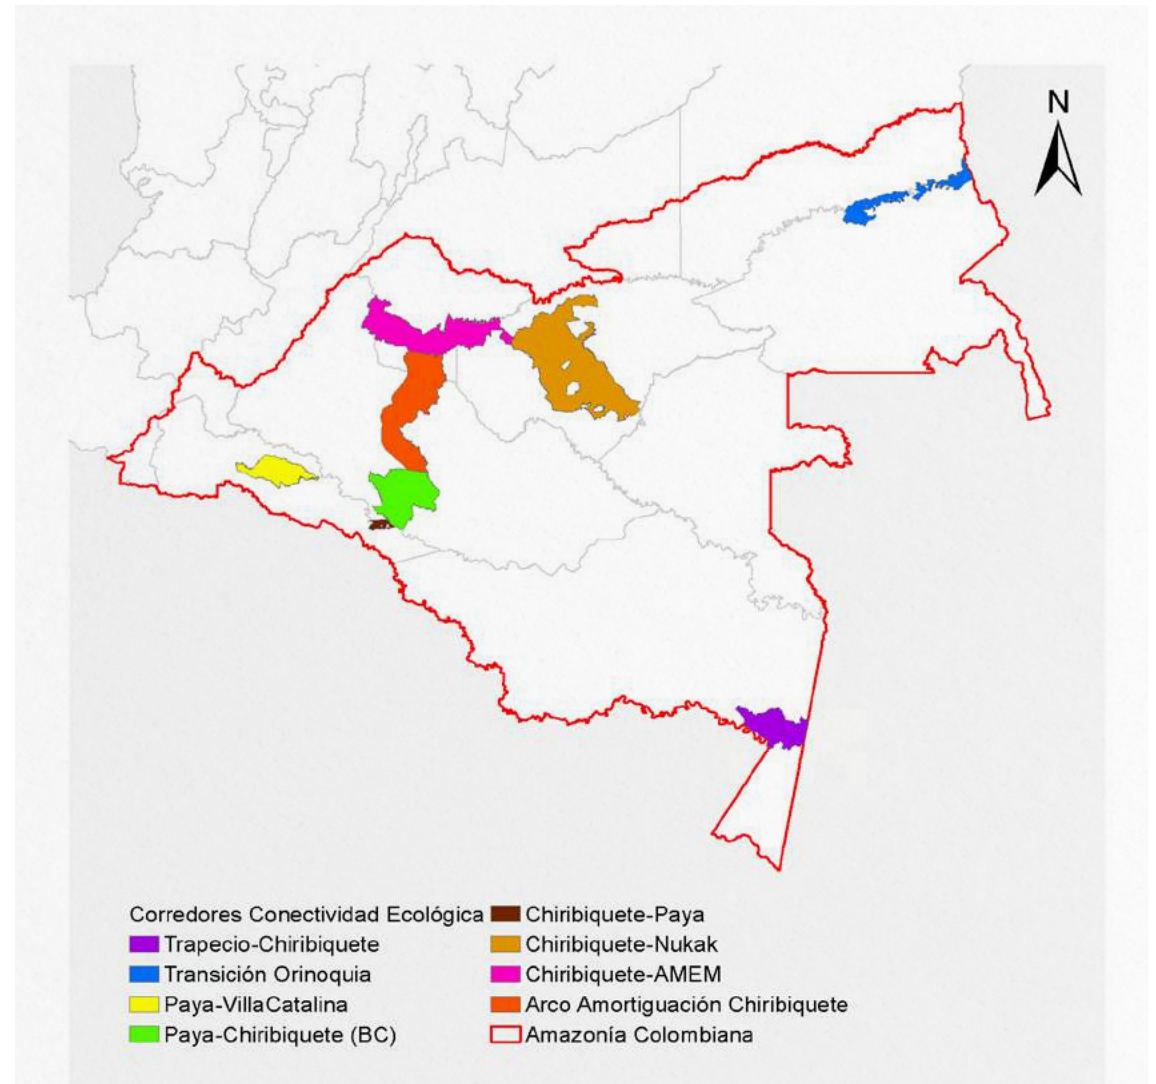 N
Corredores Conectividad Ecológica
Trapecio-Chiribiquete
Transición Orinoquia
Paya-VillaCatalina
Paya-Chiribiquete (BC)
Chiribiquete-Paya
Chiribiquete-Nukak
Chiribiquete-AMEM
Arco Amortiguación Chiribiquete
Amazonía Colombiana